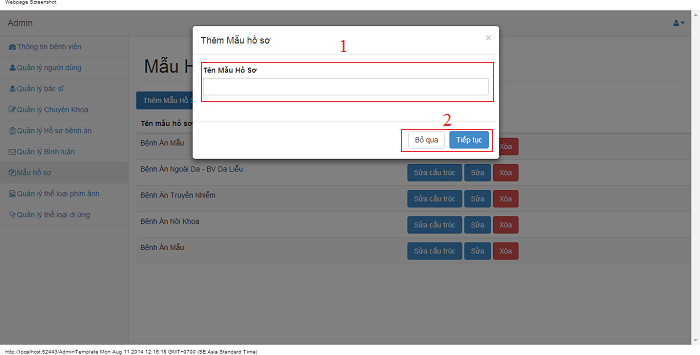 Webpage Screenshot
Admin
Thêm Mẫu hồ sơ
×
1
Tên Mẫu Hồ Sơ
2
Bỏ qua
Tiếp tục
Thông tin bệnh viên
Quản lý người dùng
Quản lý bác sĩ
Quản lý Chuyên Khoa
Quản lý Hồ sơ bệnh án
Quản lý Bình luận
Mẫu hồ sơ
Quản lý thể loại phim ảnh
Quản lý thể loại dị ứng
Mẫu H
Thêm Mẫu Hồ S
Tên mẫu hồ s
Bệnh Án Mẫu Xóa
Bệnh Án Ngoài Da - BV Da Liễu Sửa cấu trúc Sửa Xóa
Bệnh Án Truyền Nhiễm Sửa cấu trúc Sửa Xóa
Bệnh Án Nội Khoa Sửa cấu trúc Sửa Xóa
Bệnh Án Mẫu Sửa cấu trúc Sửa Xóa
http://localhost:52443/AdminTemplate Mon Aug 11 2014 12:15:18 GMT+0700 (SE Asia Standard Time)